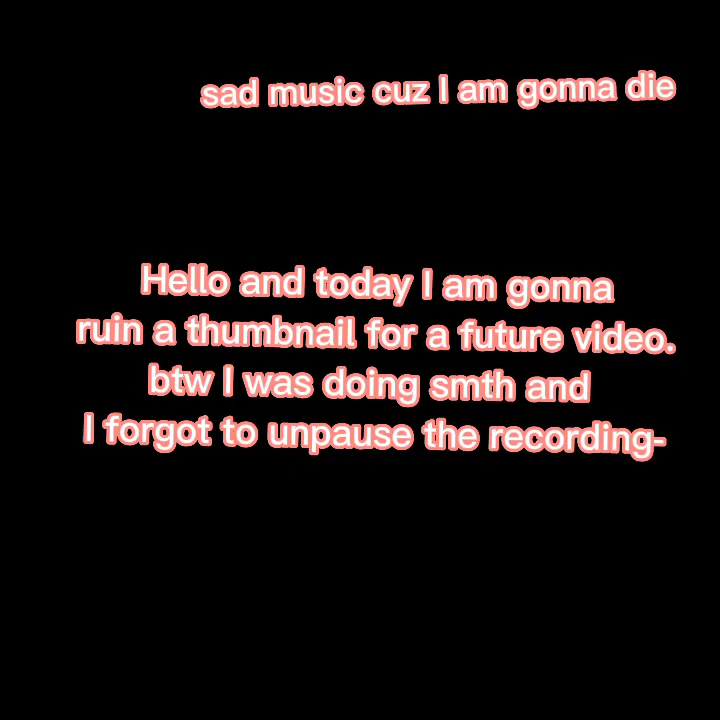 sad music cuz I am gonna die
Hello and today I am gonna
ruin a thumbnail for a future video.
btw I was doing smth and
I forgot to unpause the recording-